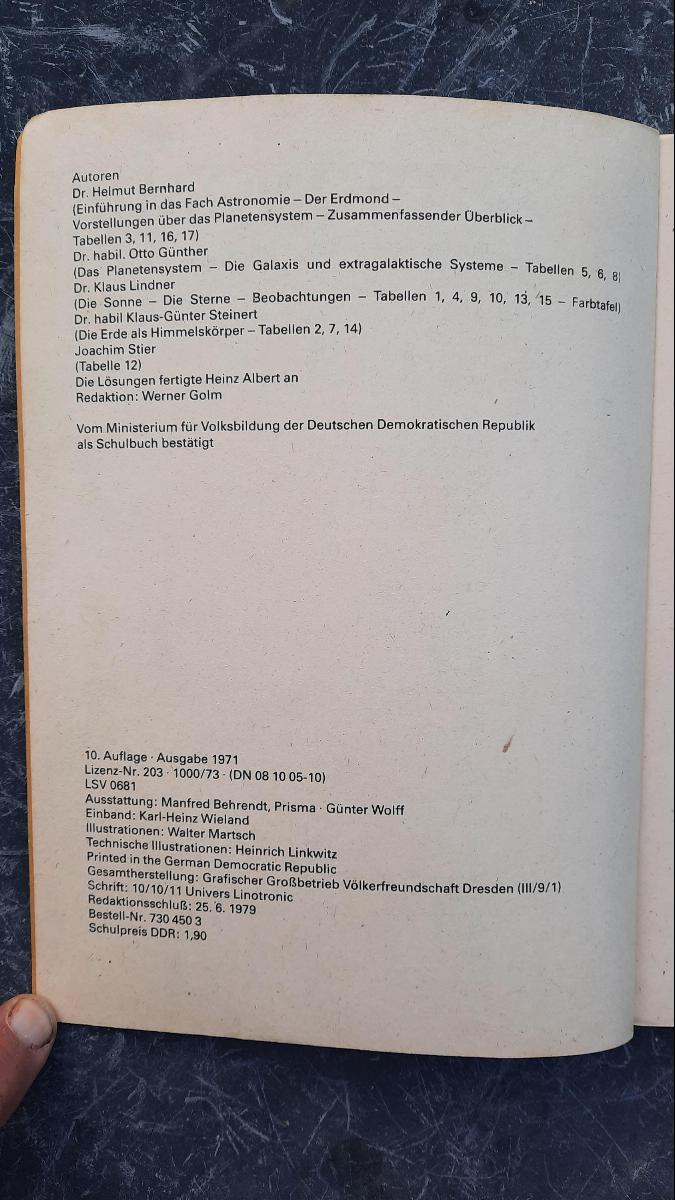 Autoren
Dr. Helmut Bernhard
(Einführung in das Fach Astronomie – Der Erdmond –
Vorstellungen über das Planetensystem – Zusammenfassender Überblick –
Tabellen 3, 11, 16, 17)
Dr. habil. Otto Günther
(Das Planetensystem – Die Galaxis und extragalaktische Systeme – Tabellen 5, 6, 8)
Dr. Klaus Lindner
(Die Sonne – Die Sterne – Beobachtungen – Tabellen 1, 4, 9, 10, 13, 15 – Farbtafel)
Dr. habil Klaus-Günter Steinert
(Die Erde als Himmelskörper – Tabellen 2, 7, 14)
Joachim Stier
(Tabelle 12)
Die Lösungen fertigte Heinz Albert an
Redaktion: Werner Golm
Vom Ministerium für Volksbildung der Deutschen Demokratischen Republik
als Schulbuch bestätigt
10. Auflage · Ausgabe 1971
Lizenz-Nr. 203 · 1000/73 · (DN 08 10 05-10)
LSV 0681
Ausstattung: Manfred Behrendt, Prisma · Günter Wolff
Einband: Karl-Heinz Wieland
Illustrationen: Walter Martsch
Technische Illustrationen: Heinrich Linkwitz
Printed in the German Democratic Republic
Gesamtherstellung: Grafischer Großbetrieb Völkerfreundschaft Dresden (III/9/1)
Schrift: 10/10/11 Univers Linotronic
Redaktionsschluß: 25. 6. 1979
Bestell-Nr. 730 450 3
Schulpreis DDR: 1,90